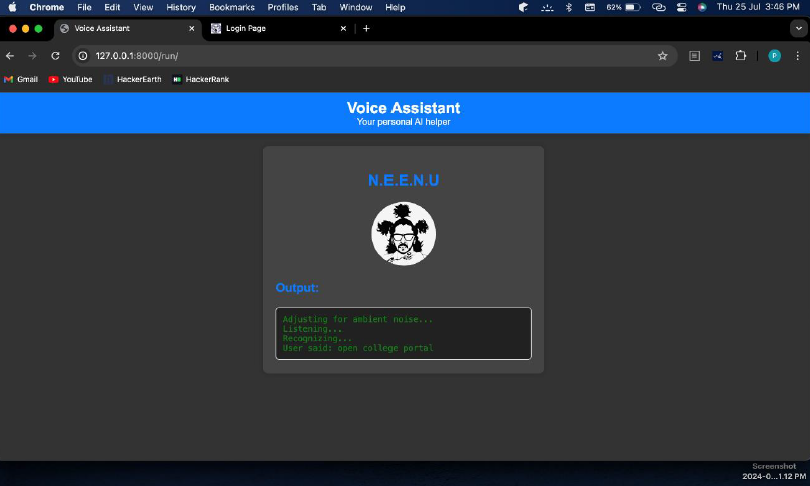 Chrome File Edit View History Bookmarks Profiles Tab Window Help 62% Thu 25 Jul 3:46 PM
Voice Assistant Login Page
127.0.0.1:8000/run/ P
Gmail YouTube HackerEarth HackerRank
Voice Assistant
Your personal AI helper
N.E.E.N.U
Output:
Adjusting for ambient noise...
Listening...
Recognizing...
User said: open college portal
Screenshot
2024-0...1.12 PM